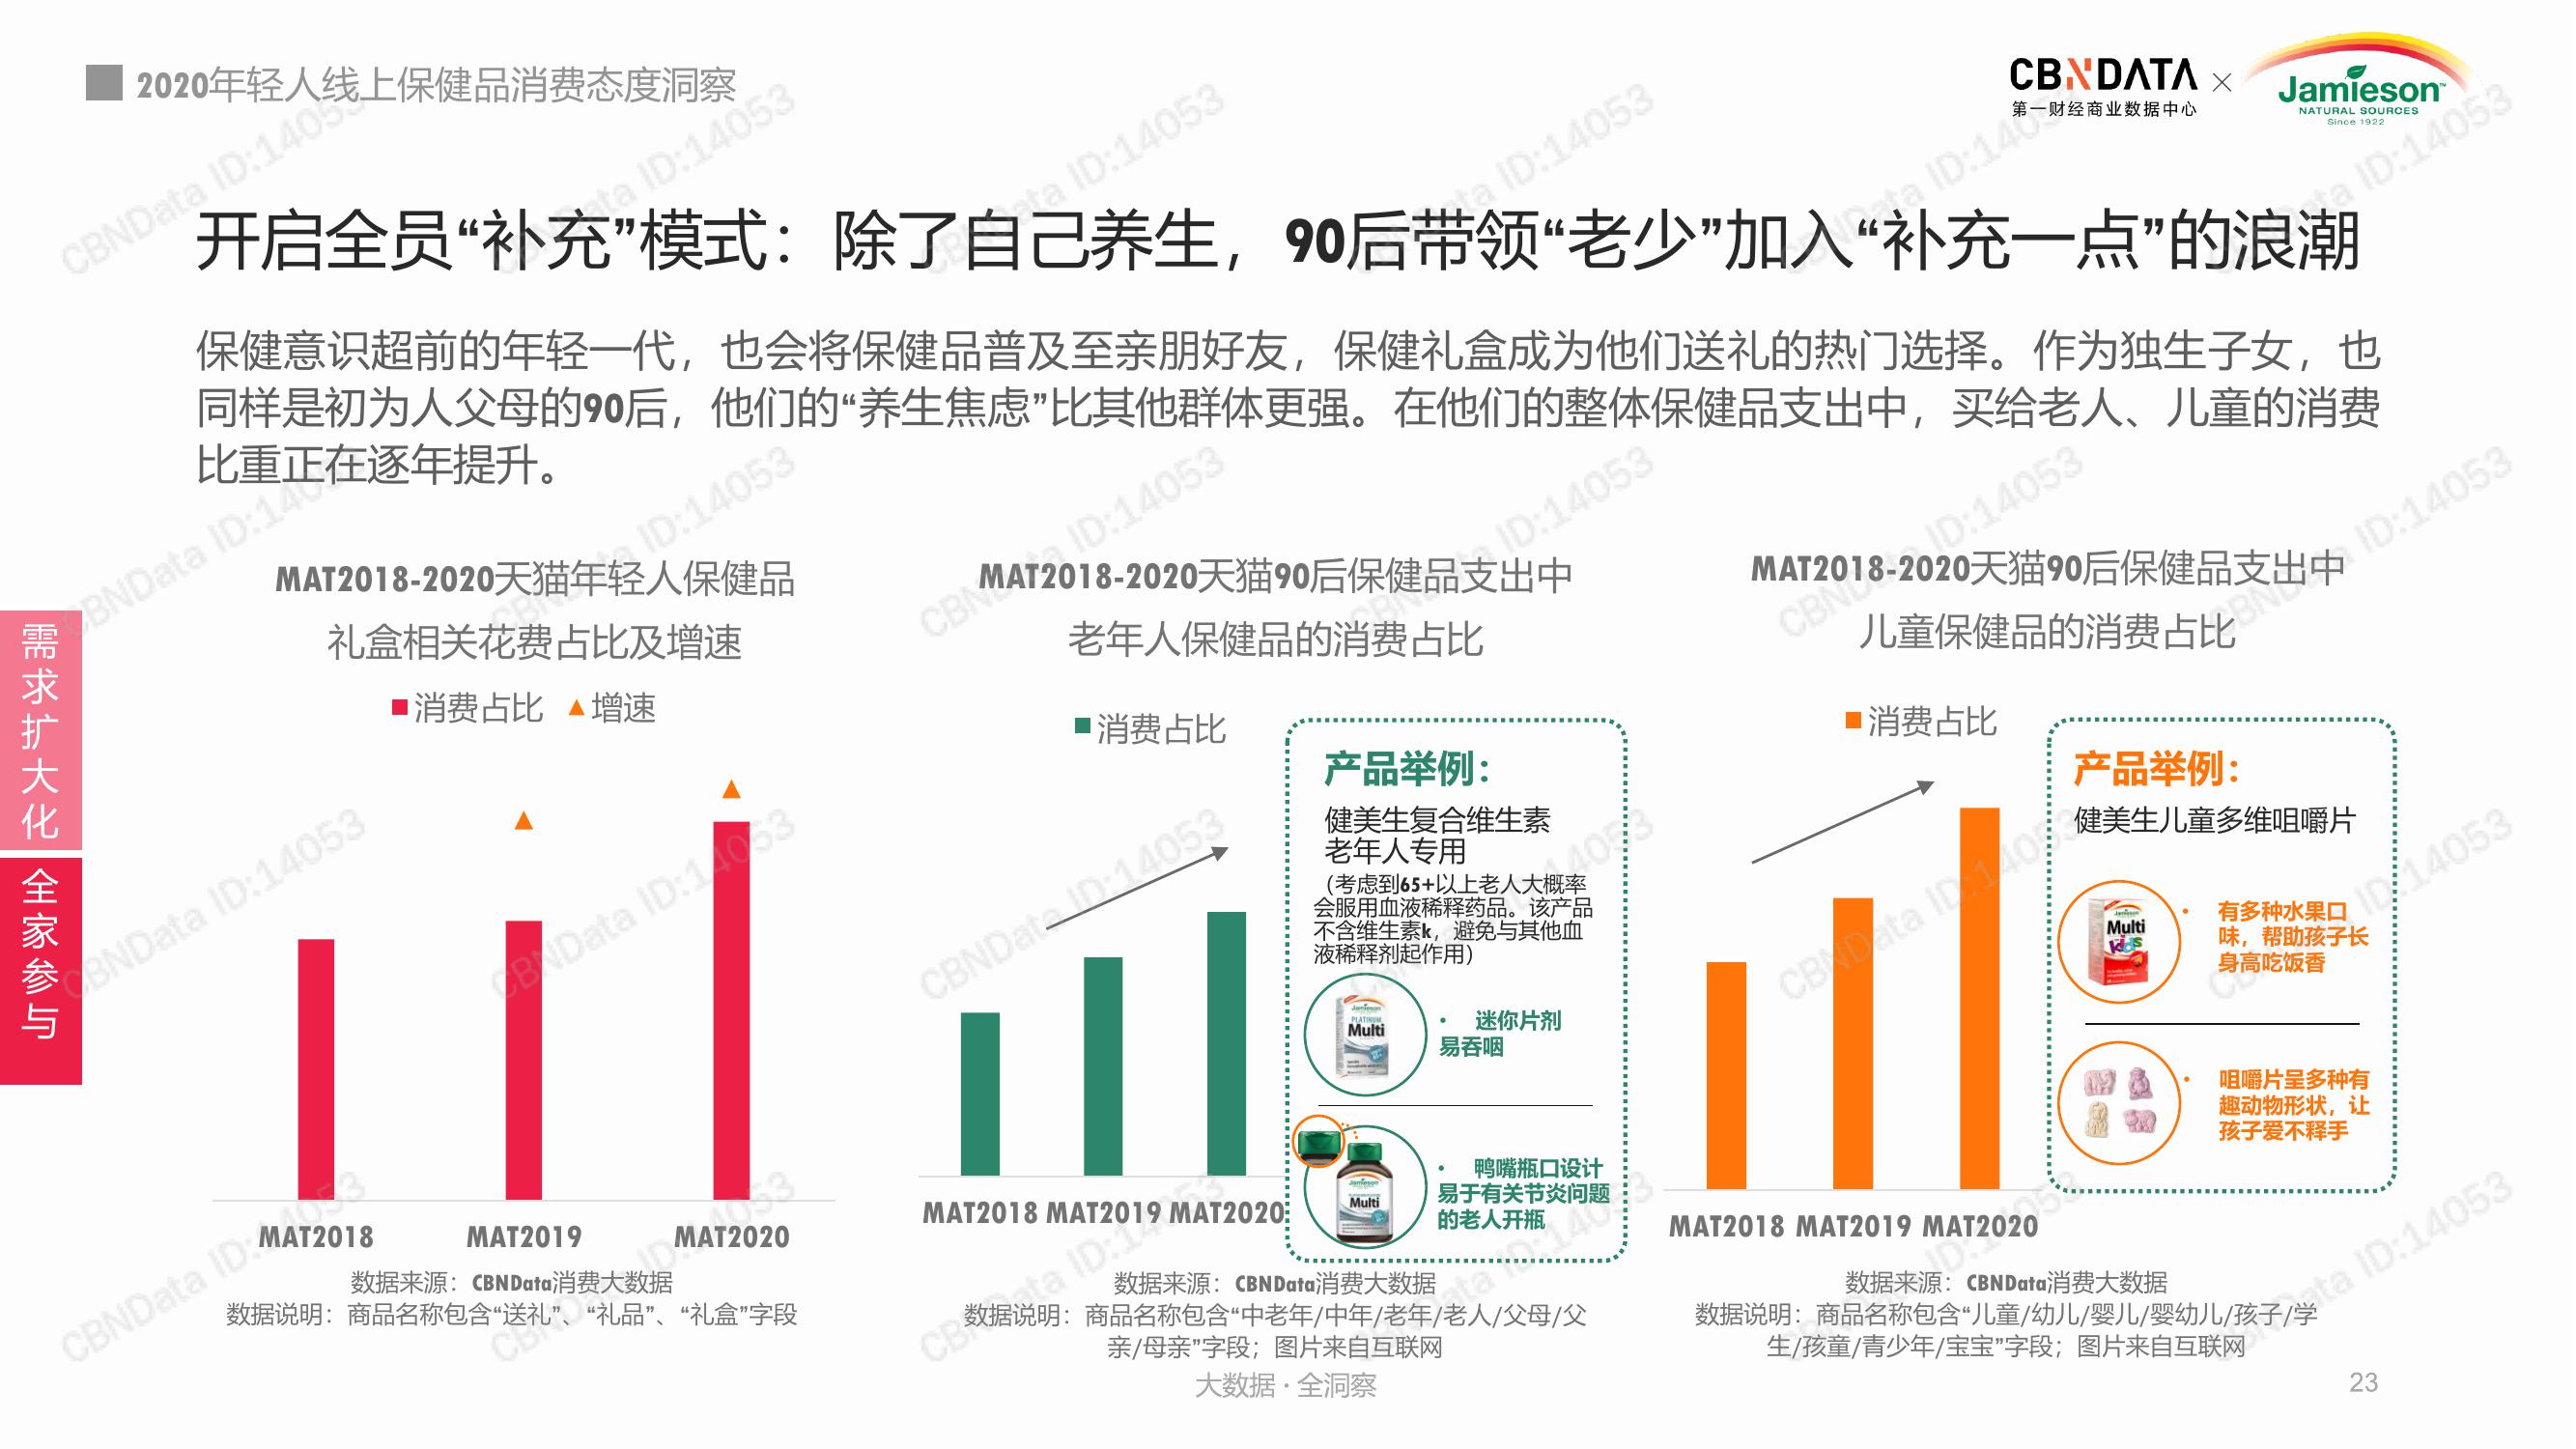 2020年轻人线上保健品消费态度洞察
CBNDATA
第一财经商业数据中心
×
Jamieson™
NATURAL SOURCES
Since 1922
开启全员“补充”模式：除了自己养生，90后带领“老少”加入“补充一点”的浪潮
保健意识超前的年轻一代，也会将保健品普及至亲朋好友，保健礼盒成为他们送礼的热门选择。作为独生子女，也
同样是初为人父母的90后，他们的“养生焦虑”比其他群体更强。在他们的整体保健品支出中，买给老人、儿童的消费
比重正在逐年提升。
需求扩大化
全家参与
MAT2018-2020天猫年轻人保健品
礼盒相关花费占比及增速
消费占比 增速
MAT2018 MAT2019 MAT2020
数据来源：CBNData消费大数据
数据说明：商品名称包含“送礼”、“礼品”、“礼盒”字段
MAT2018-2020天猫90后保健品支出中
老年人保健品的消费占比
消费占比
MAT2018 MAT2019 MAT2020
产品举例：
健美生复合维生素
老年人专用
（考虑到65+以上老人大概率
会服用血液稀释药品。该产品
不含维生素k，避免与其他血
液稀释剂起作用)
Jamieson
PLATINUM
Multi
• 迷你片剂
易吞咽
Jamieson
Multi
• 鸭嘴瓶口设计
易于有关节炎问题
的老人开瓶
数据来源：CBNData消费大数据
数据说明：商品名称包含“中老年/中年/老年/老人/父母/父
亲/母亲”字段；图片来自互联网
MAT2018-2020天猫90后保健品支出中
儿童保健品的消费占比
消费占比
MAT2018 MAT2019 MAT2020
产品举例：
健美生儿童多维咀嚼片
Jamieson
Multi
kids
• 有多种水果口
味，帮助孩子长
身高吃饭香
• 咀嚼片呈多种有
趣动物形状，让
孩子爱不释手
数据来源：CBNData消费大数据
数据说明：商品名称包含“儿童/幼儿/婴儿/婴幼儿/孩子/学
生/孩童/青少年/宝宝”字段；图片来自互联网
大数据·全洞察
23
CBNData ID:14053